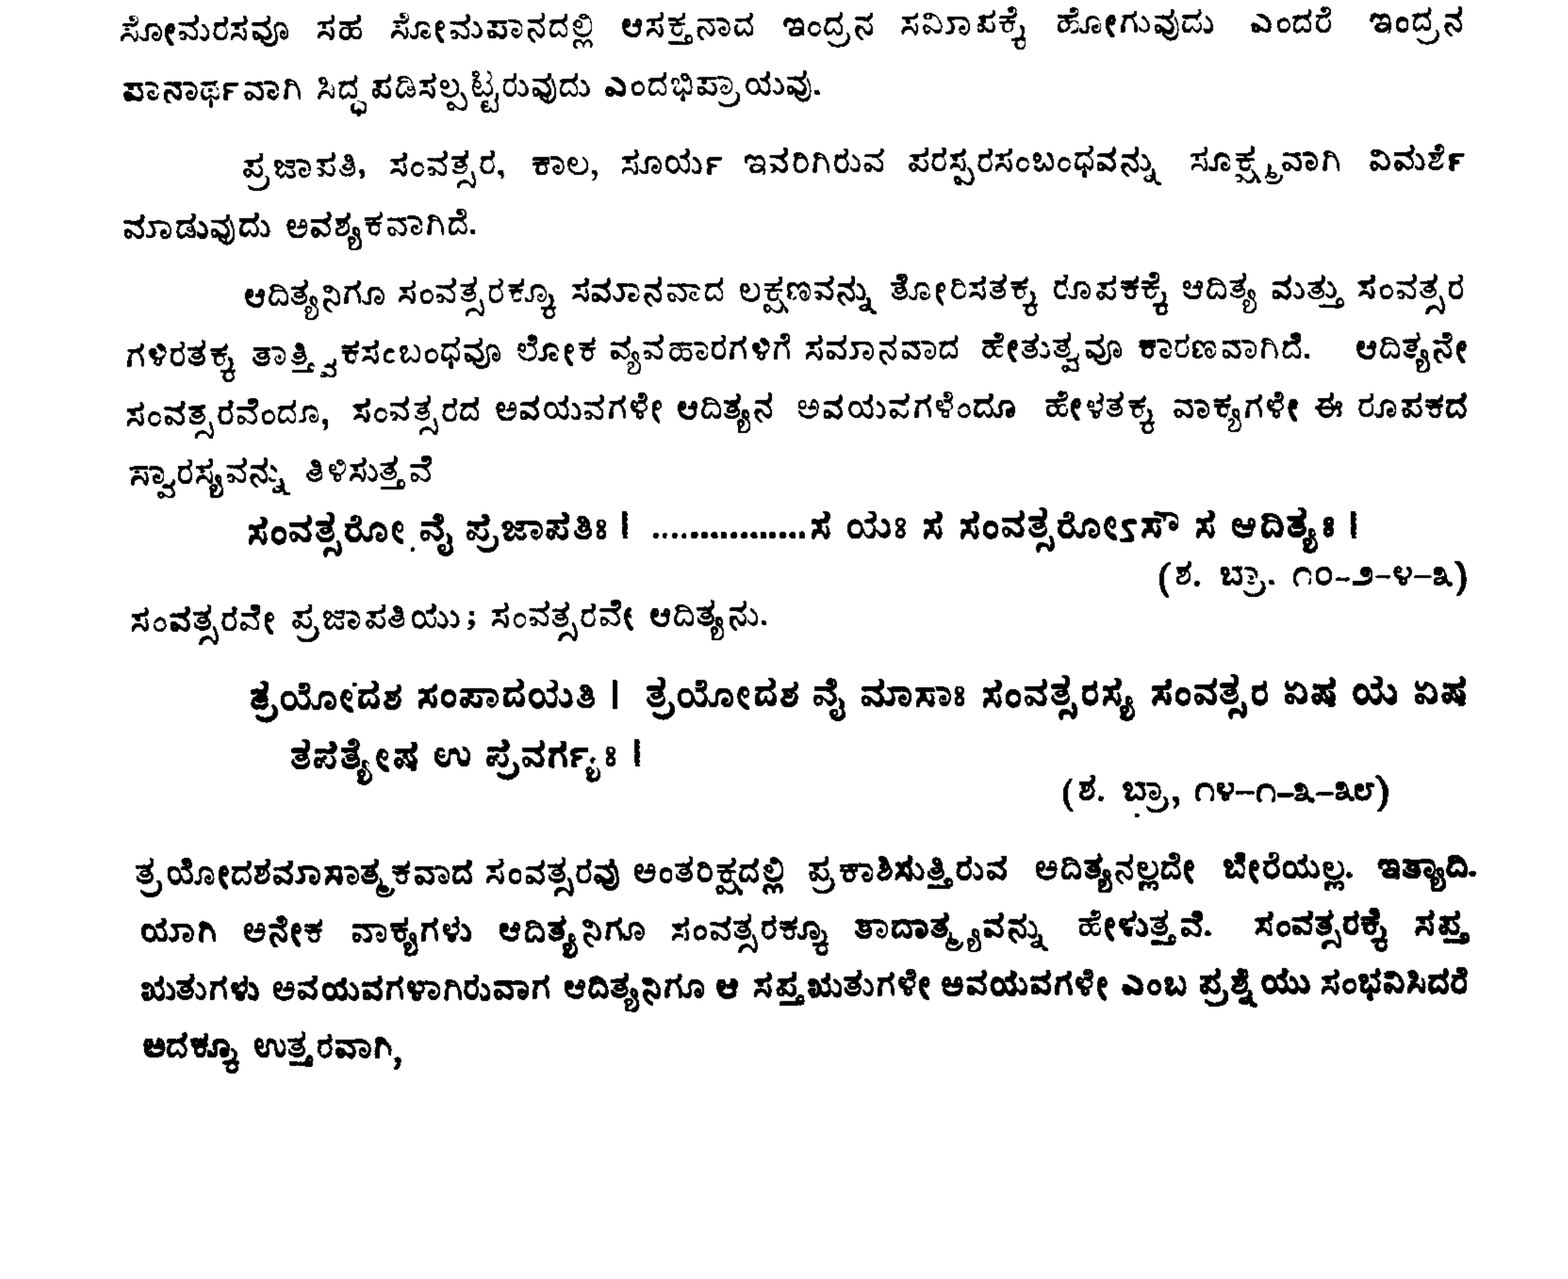 ಸೋಮರಸವೂ ಸಹ ಸೋಮಪಾನದಲ್ಲಿ ಆಸಕ್ತನಾದ ಇಂದ್ರನ ಸಮೀಪಕ್ಕೆ ಹೋಗುವುದು ಎಂದರೆ ಇಂದ್ರನ
ಪಾನಾರ್ಥವಾಗಿ ಸಿದ್ಧಪಡಿಸಲ್ಪಟ್ಟಿರುವುದು ಎಂದಭಿಪ್ರಾಯವು.
ಪ್ರಜಾಪತಿ, ಸಂವತ್ಸರ, ಕಾಲ, ಸೂರ್ಯ ಇವರಿಗಿರುವ ಪರಸ್ಪರಸಂಬಂಧವನ್ನು ಸೂಕ್ಷ್ಮವಾಗಿ ವಿಮರ್ಶೆ
ಮಾಡುವುದು ಅವಶ್ಯಕವಾಗಿದೆ.
ಆದಿತ್ಯನಿಗೂ ಸಂವತ್ಸರಕ್ಕೂ ಸಮಾನವಾದ ಲಕ್ಷಣವನ್ನು ತೋರಿಸತಕ್ಕ ರೂಪಕಕ್ಕೆ ಆದಿತ್ಯ ಮತ್ತು ಸಂವತ್ಸರ
ಗಳಿರತಕ್ಕ ತಾತ್ತ್ವಿಕಸಂಬಂಧವೂ ಲೋಕ ವ್ಯವಹಾರಗಳಿಗೆ ಸಮಾನವಾದ ಹೇತುತ್ವವೂ ಕಾರಣವಾಗಿದೆ. ಆದಿತ್ಯನೇ
ಸಂವತ್ಸರವೆಂದೂ, ಸಂವತ್ಸರದ ಅವಯವಗಳೇ ಆದಿತ್ಯನ ಅವಯವಗಳೆಂದೂ ಹೇಳತಕ್ಕ ವಾಕ್ಯಗಳೇ ಈ ರೂಪಕದ
ಸ್ವಾರಸ್ಯವನ್ನು ತಿಳಿಸುತ್ತವೆ
ಸಂವತ್ಸರೋ ವೈ ಪ್ರಜಾಪತಿಃ | ................ಸ ಯಃ ಸ ಸಂವತ್ಸರೋಽಸೌ ಸ ಆದಿತ್ಯಃ |
(ಶ. ಬ್ರಾ. ೧೦-೨-೪-೩)
ಸಂವತ್ಸರವೇ ಪ್ರಜಾಪತಿಯು; ಸಂವತ್ಸರವೇ ಆದಿತ್ಯನು.
ತ್ರಯೋದಶ ಸಂಪಾದಯತಿ | ತ್ರಯೋದಶ ವೈ ಮಾಸಾಃ ಸಂವತ್ಸರಸ್ಯ ಸಂವತ್ಸರ ಏಷ ಯ ಏಷ
ತಪತ್ಯೇಷ ಉ ಪ್ರವರ್ಗ್ಯಃ |
(ಶ. ಬ್ರಾ, ೧೪-೧-೩-೩೮)
ತ್ರಯೋದಶಮಾಸಾತ್ಮಕವಾದ ಸಂವತ್ಸರವು ಅಂತರಿಕ್ಷದಲ್ಲಿ ಪ್ರಕಾಶಿಸುತ್ತಿರುವ ಆದಿತ್ಯನಲ್ಲದೇ ಬೇರೆಯಲ್ಲ. ಇತ್ಯಾದಿ.
ಯಾಗಿ ಅನೇಕ ವಾಕ್ಯಗಳು ಆದಿತ್ಯನಿಗೂ ಸಂವತ್ಸರಕ್ಕೂ ತಾದಾತ್ಮ್ಯವನ್ನು ಹೇಳುತ್ತವೆ. ಸಂವತ್ಸರಕ್ಕೆ ಸಪ್ತ
ಋತುಗಳು ಅವಯವಗಳಾಗಿರುವಾಗ ಆದಿತ್ಯನಿಗೂ ಆ ಸಪ್ತಋತುಗಳೇ ಅವಯವಗಳೇ ಎಂಬ ಪ್ರಶ್ನೆಯು ಸಂಭವಿಸಿದರೆ
ಅದಕ್ಕೂ ಉತ್ತರವಾಗಿ,